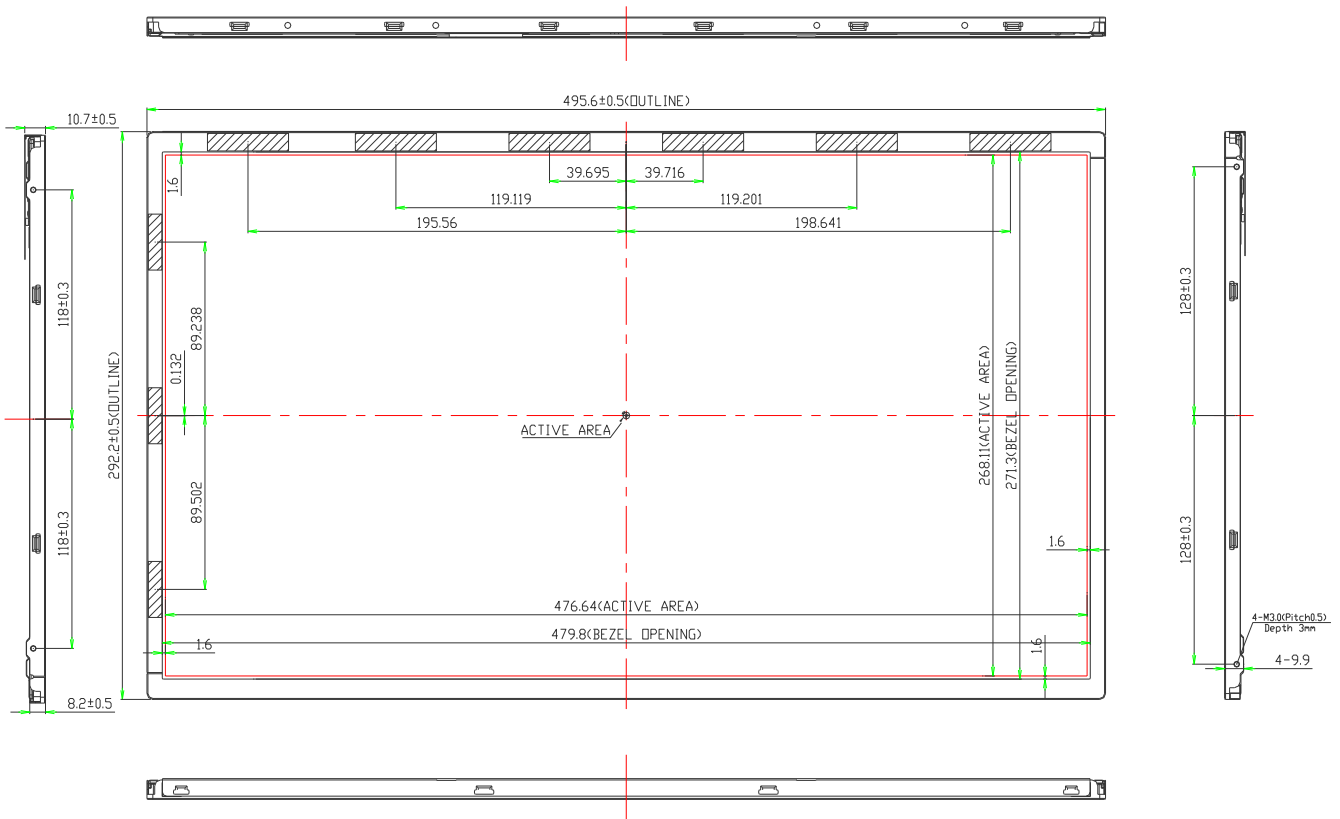 495.6±0.5(OUTLINE)
10.7±0.5
1.6
39.695
39.716
119.119
119.201
195.56
198.641
118±0.3
128±0.3
89.238
0.132
292.2±0.5(OUTLINE)
268.11(ACTIVE AREA)
271.3(BEZEL OPENING)
ACTIVE AREA
89.502
118±0.3
128±0.3
1.6
476.64(ACTIVE AREA)
479.8(BEZEL OPENING)
1.6
1.6
4-M3.0(Pitch0.5)
Depth 3mm
4-9.9
8.2±0.5